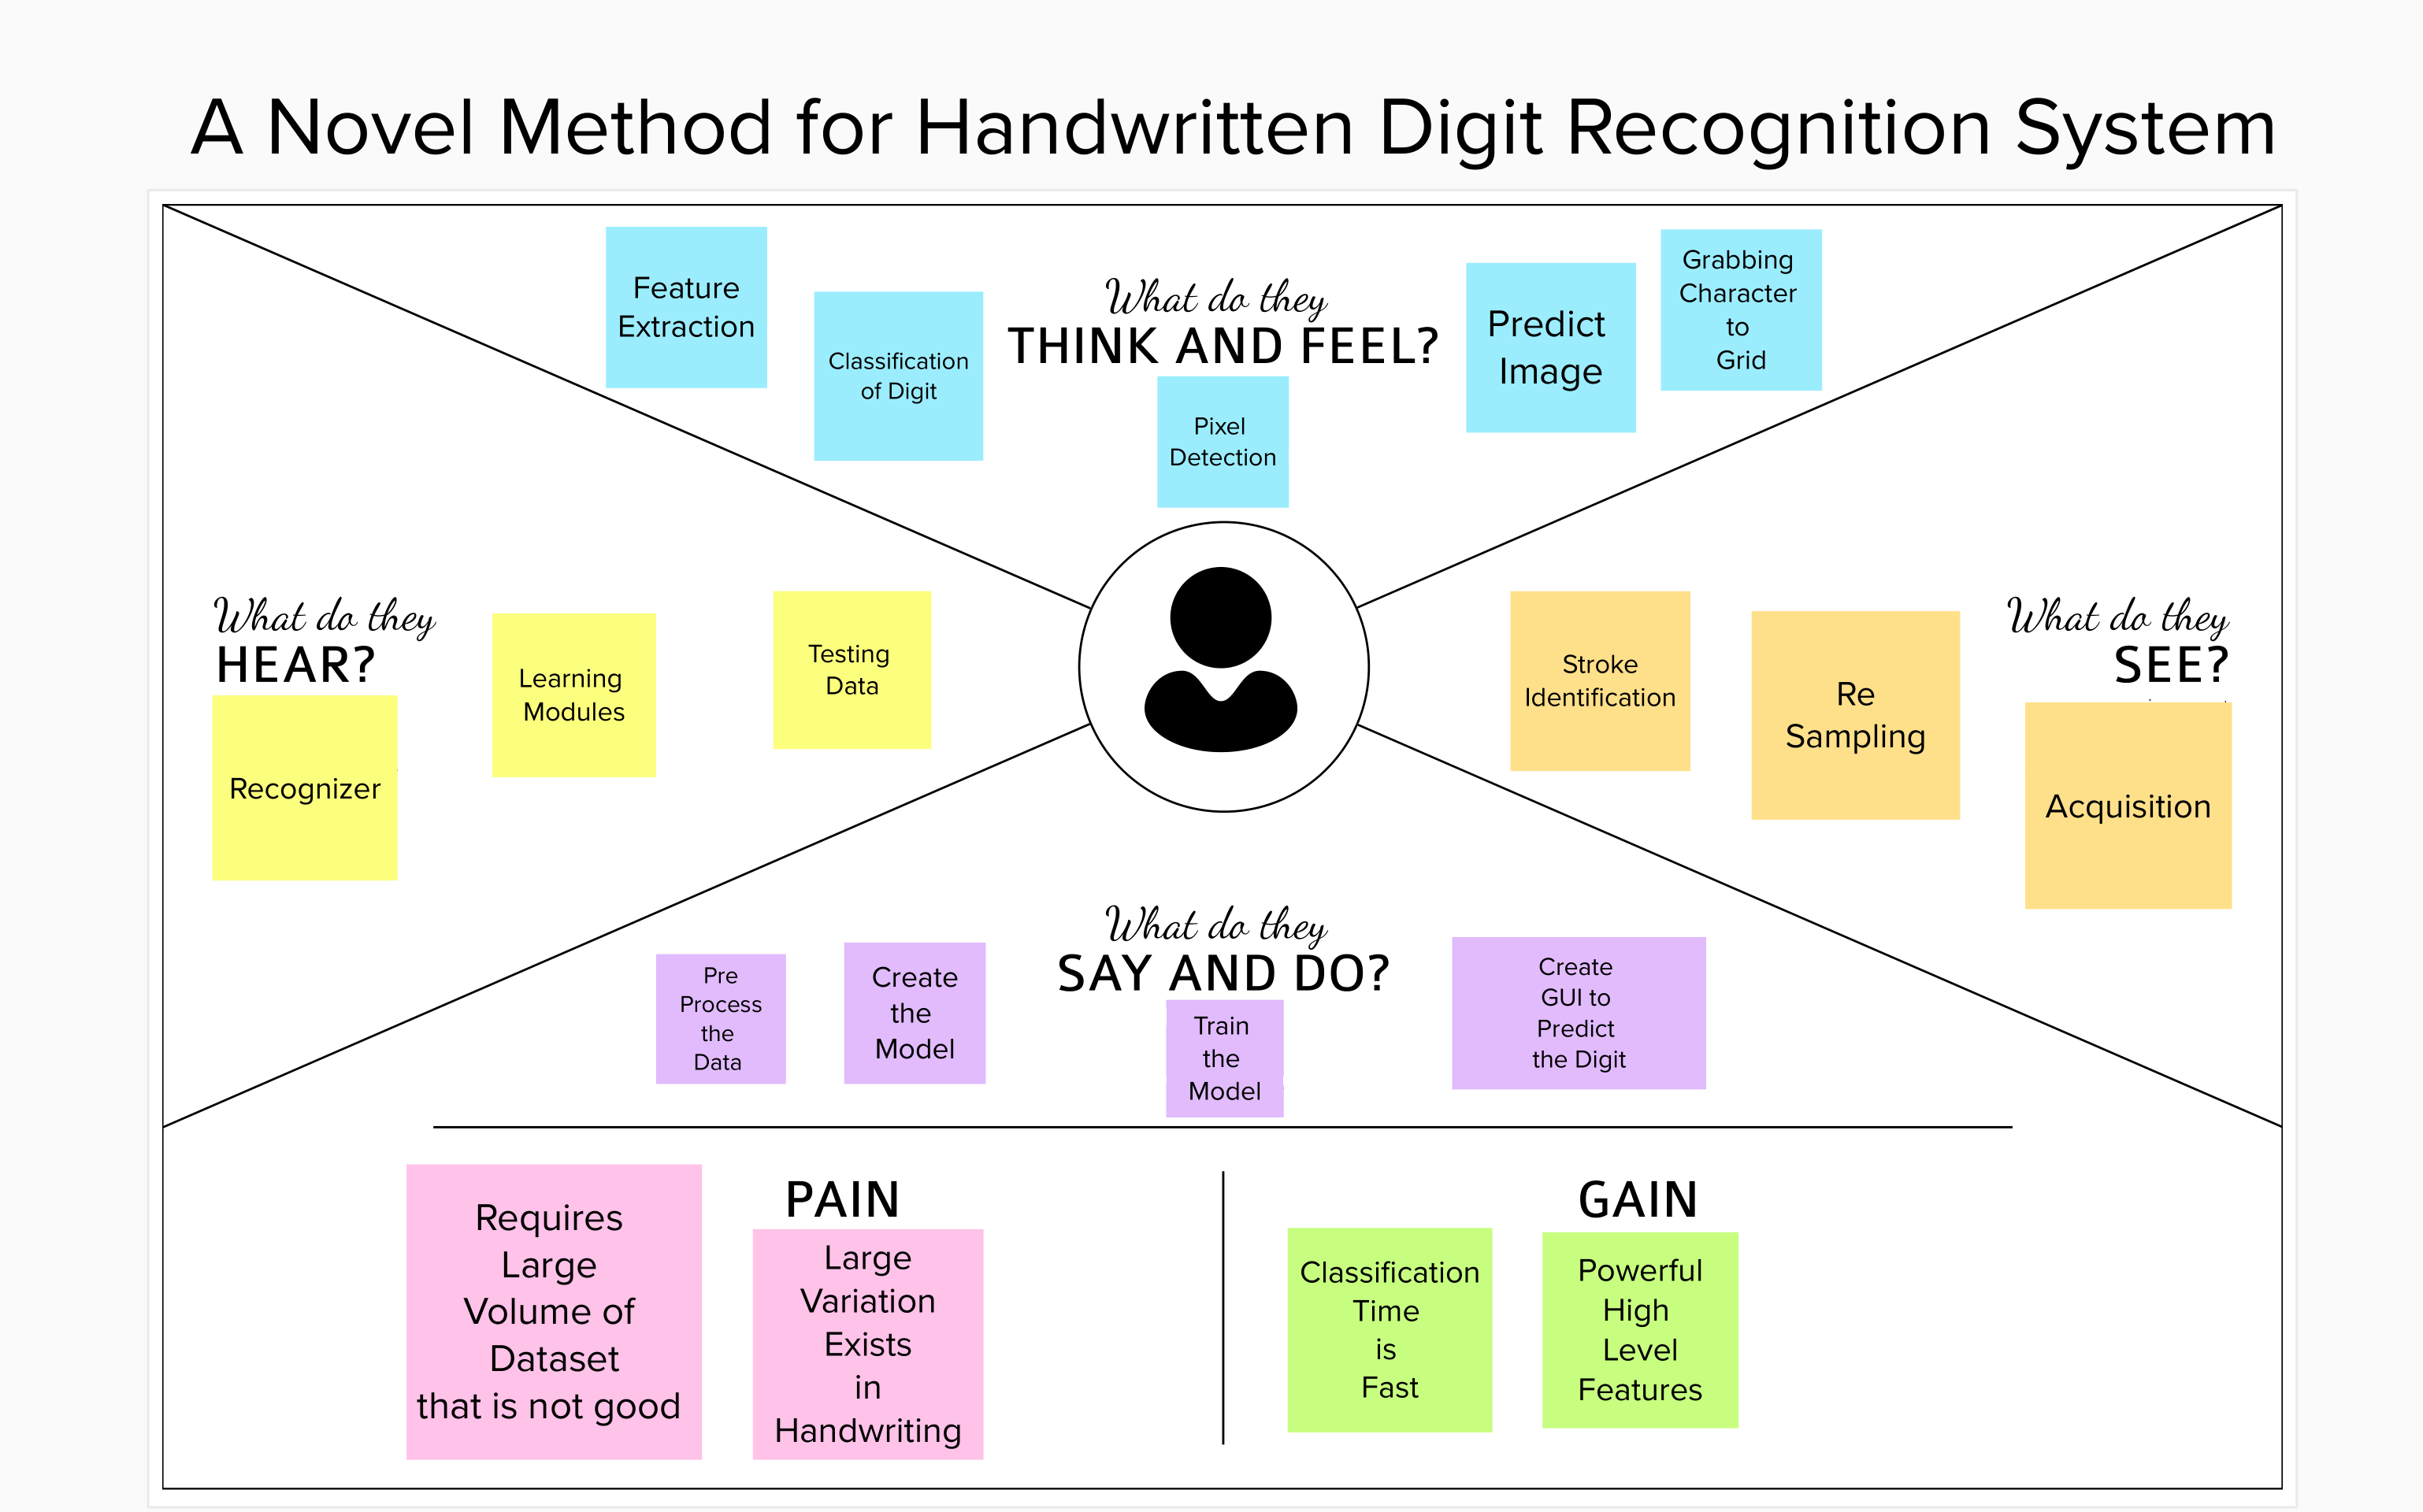 A Novel Method for Handwritten Digit Recognition System
Feature
Extraction
Classification
of Digit
What do they
THINK AND FEEL?
Pixel
Detection
Predict
Image
Grabbing
Character
to
Grid
What do they
HEAR?
Recognizer
Learning
Modules
Testing
Data
Stroke
Identification
Re
Sampling
What do they
SEE?
Acquisition
What do they
SAY AND DO?
Pre
Process
the
Data
Create
the
Model
Train
the
Model
Create
GUI to
Predict
the Digit
PAIN
Requires
Large
Volume of
Dataset
that is not good
Large
Variation
Exists
in
Handwriting
GAIN
Classification
Time
is
Fast
Powerful
High
Level
Features